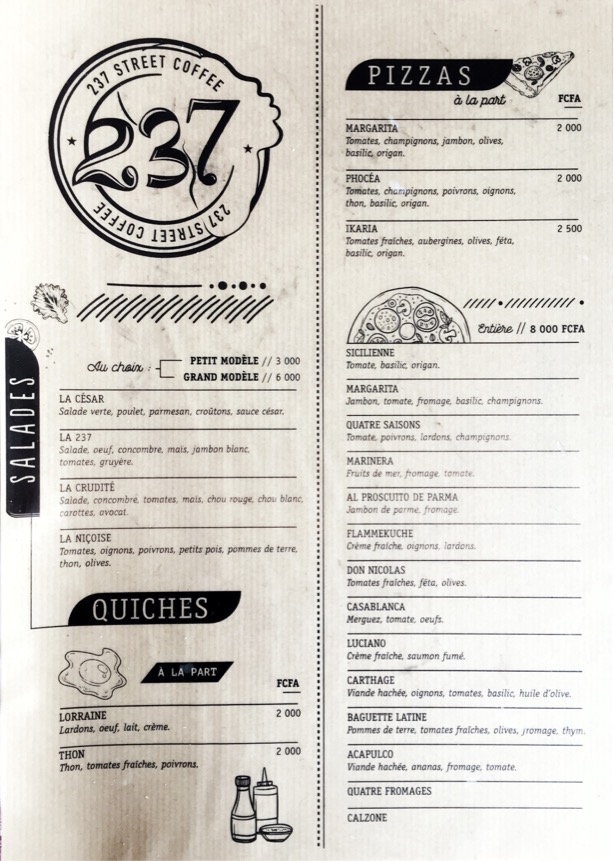 237 STREET COFFEE
237
237 STREET COFFEE
Au choix :
PETIT MODÈLE // 3 000
GRAND MODÈLE // 6 000
SALADES
LA CÉSAR
Salade verte, poulet, parmesan, croûtons, sauce césar.
LA 237
Salade, oeuf, concombre, maïs, jambon blanc,
tomates, gruyère.
LA CRUDITÉ
Salade, concombre, tomates, maïs, chou rouge, chou blanc,
carottes, avocat.
LA NIÇOISE
Tomates, oignons, poivrons, petits pois, pommes de terre,
thon, olives.
QUICHES
À LA PART
FCFA
LORRAINE 2 000
Lardons, oeuf, lait, crème.
THON 2 000
Thon, tomates fraîches, poivrons.
PIZZAS
à la part FCFA
MARGARITA 2 000
Tomates, champignons, jambon, olives,
basilic, origan.
PHOCÉA 2 000
Tomates, champignons, poivrons, oignons,
thon, basilic, origan.
IKARIA 2 500
Tomates fraîches, aubergines, olives, féta,
basilic, origan.
Entière // 8 000 FCFA
SICILIENNE
Tomate, basilic, origan.
MARGARITA
Jambon, tomate, fromage, basilic, champignons.
QUATRE SAISONS
Tomate, poivrons, lardons, champignons.
MARINERA
Fruits de mer, fromage, tomate.
AL PROSCUITO DE PARMA
Jambon de parme, fromage.
FLAMMEKUCHE
Crème fraîche, oignons, lardons.
DON NICOLAS
Tomates fraîches, féta, olives.
CASABLANCA
Merguez, tomate, oeufs.
LUCIANO
Crème fraîche, saumon fumé.
CARTHAGE
Viande hachée, oignons, tomates, basilic, huile d'olive.
BAGUETTE LATINE
Pommes de terre, tomates fraîches, olives, fromage, thym.
ACAPULCO
Viande hachée, ananas, fromage, tomate.
QUATRE FROMAGES
CALZONE